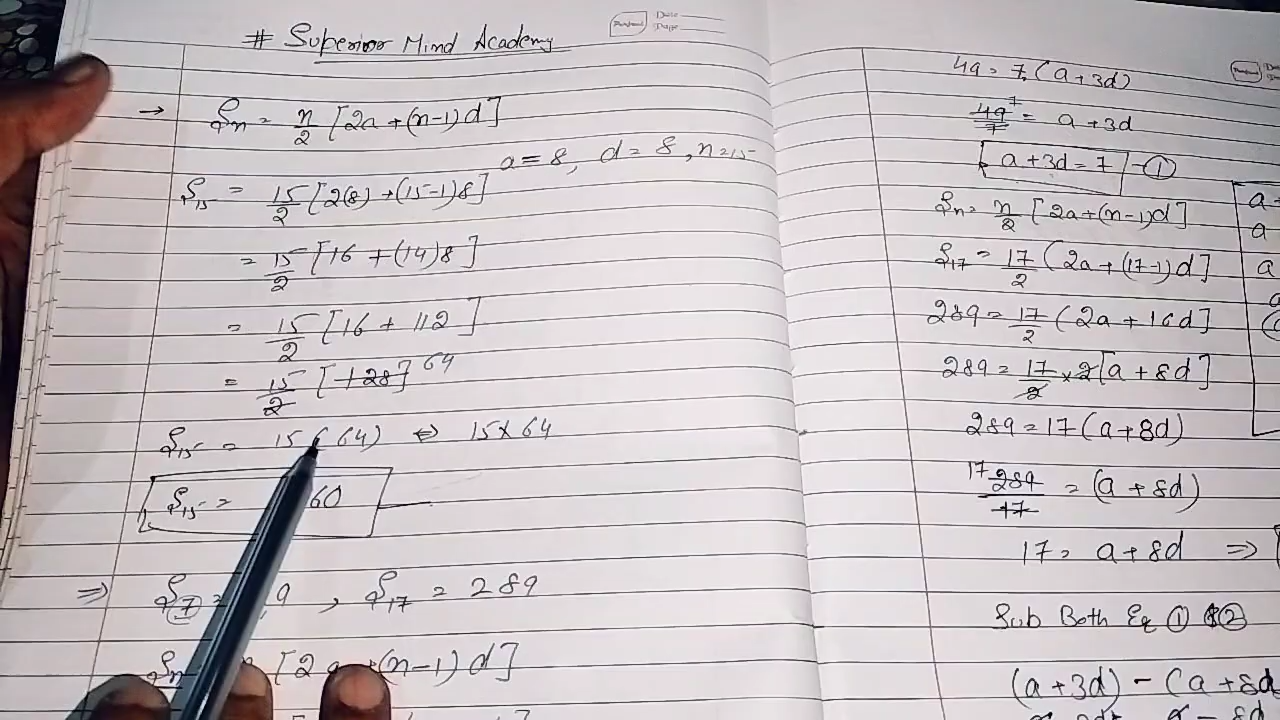 # Superior Mind Academy
Date
Page
→ Sn = n/2 [2a + (n-1)d]
a = 8, d = 8, n = 15
S15 = 15/2 [2(8) + (15-1)8]
= 15/2 [16 + (14)8]
= 15/2 [16 + 112]
= 15/2 [128] 64
S15 = 15 (64) ⇔ 15 × 64
S15 = 60
⇒ S7 = 9, S17 = 289
[2a + (n-1)d]
49 = 7(a + 3d)
49/7 7 = a + 3d
a + 3d = 7 - ①
Sn = n/2 [2a + (n-1)d]
S17 = 17/2 (2a + (17-1)d]
289 = 17/2 (2a + 16d]
289 = 17/2 × 2[a + 8d]
289 = 17(a + 8d)
17 289/17 = (a + 8d)
17 = a + 8d ⇒
Sub Both Eq ① & ②
(a + 3d) - (a + 8d
a +
a
a